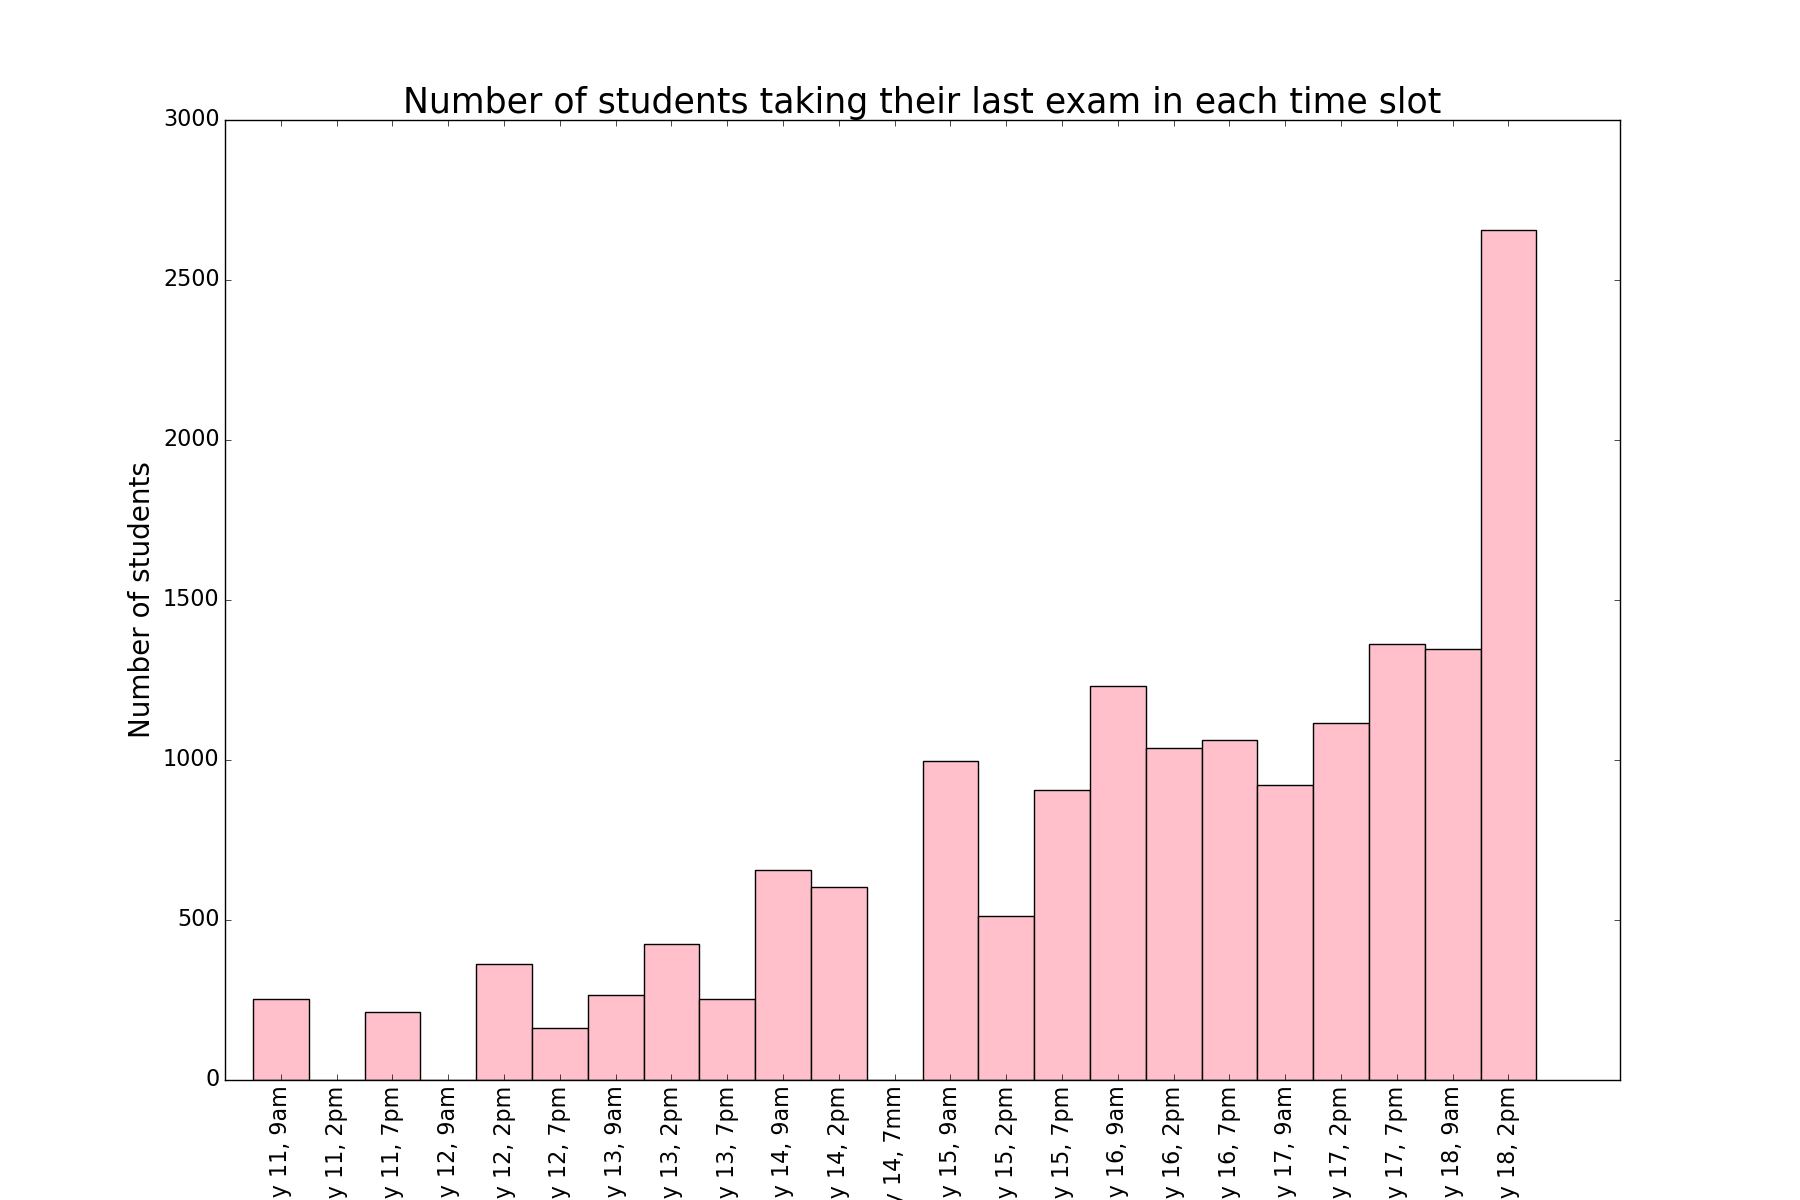 Number of students taking their last exam in each time slot
3000
2500
2000
1500
1000
500
0
Number of students
y 11, 9am
y 11, 2pm
y 11, 7pm
y 12, 9am
y 12, 2pm
y 12, 7pm
y 13, 9am
y 13, 2pm
y 13, 7pm
y 14, 9am
y 14, 2pm
y 14, 7mm
y 15, 9am
y 15, 2pm
y 15, 7pm
y 16, 9am
y 16, 2pm
y 16, 7pm
y 17, 9am
y 17, 2pm
y 17, 7pm
y 18, 9am
y 18, 2pm